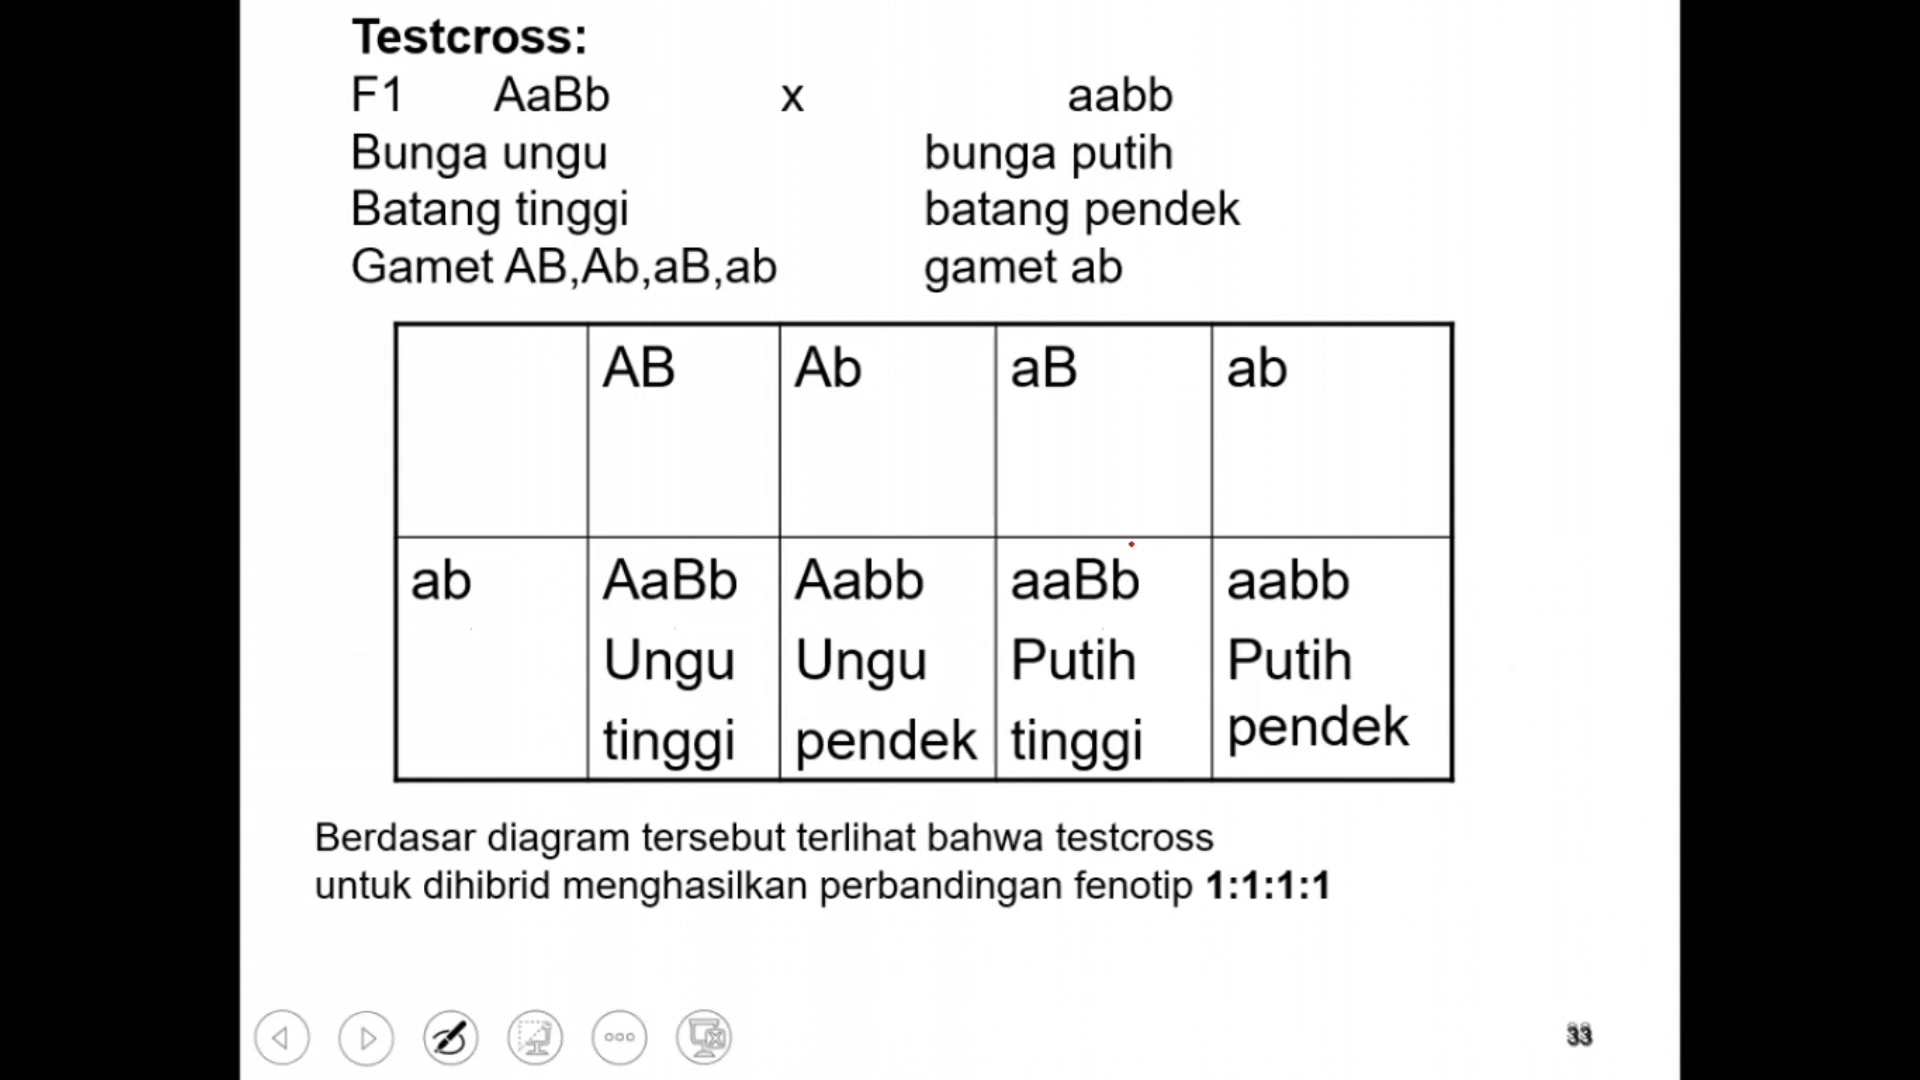 Testcross:
F1 AaBb x aabb
Bunga ungu bunga putih
Batang tinggi batang pendek
Gamet AB,Ab,aB,ab gamet ab
AB Ab aB ab
ab AaBb Aabb aaBb aabb
Ungu Ungu Putih Putih
tinggi pendek tinggi pendek
Berdasar diagram tersebut terlihat bahwa testcross
untuk dihibrid menghasilkan perbandingan fenotip 1:1:1:1
33